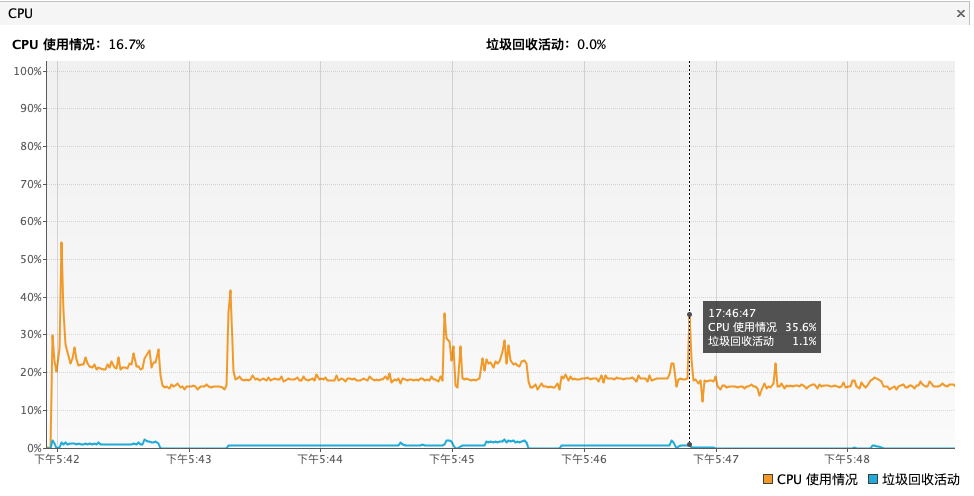 CPU
CPU 使用情况：16.7%
垃圾回收活动：0.0%
100%
90%
80%
70%
60%
50%
40%
30%
20%
10%
0%
17:46:47
CPU 使用情况 35.6%
垃圾回收活动 1.1%
下午5:42
下午5:43
下午5:44
下午5:45
下午5:46
下午5:47
下午5:48
CPU 使用情况
垃圾回收活动